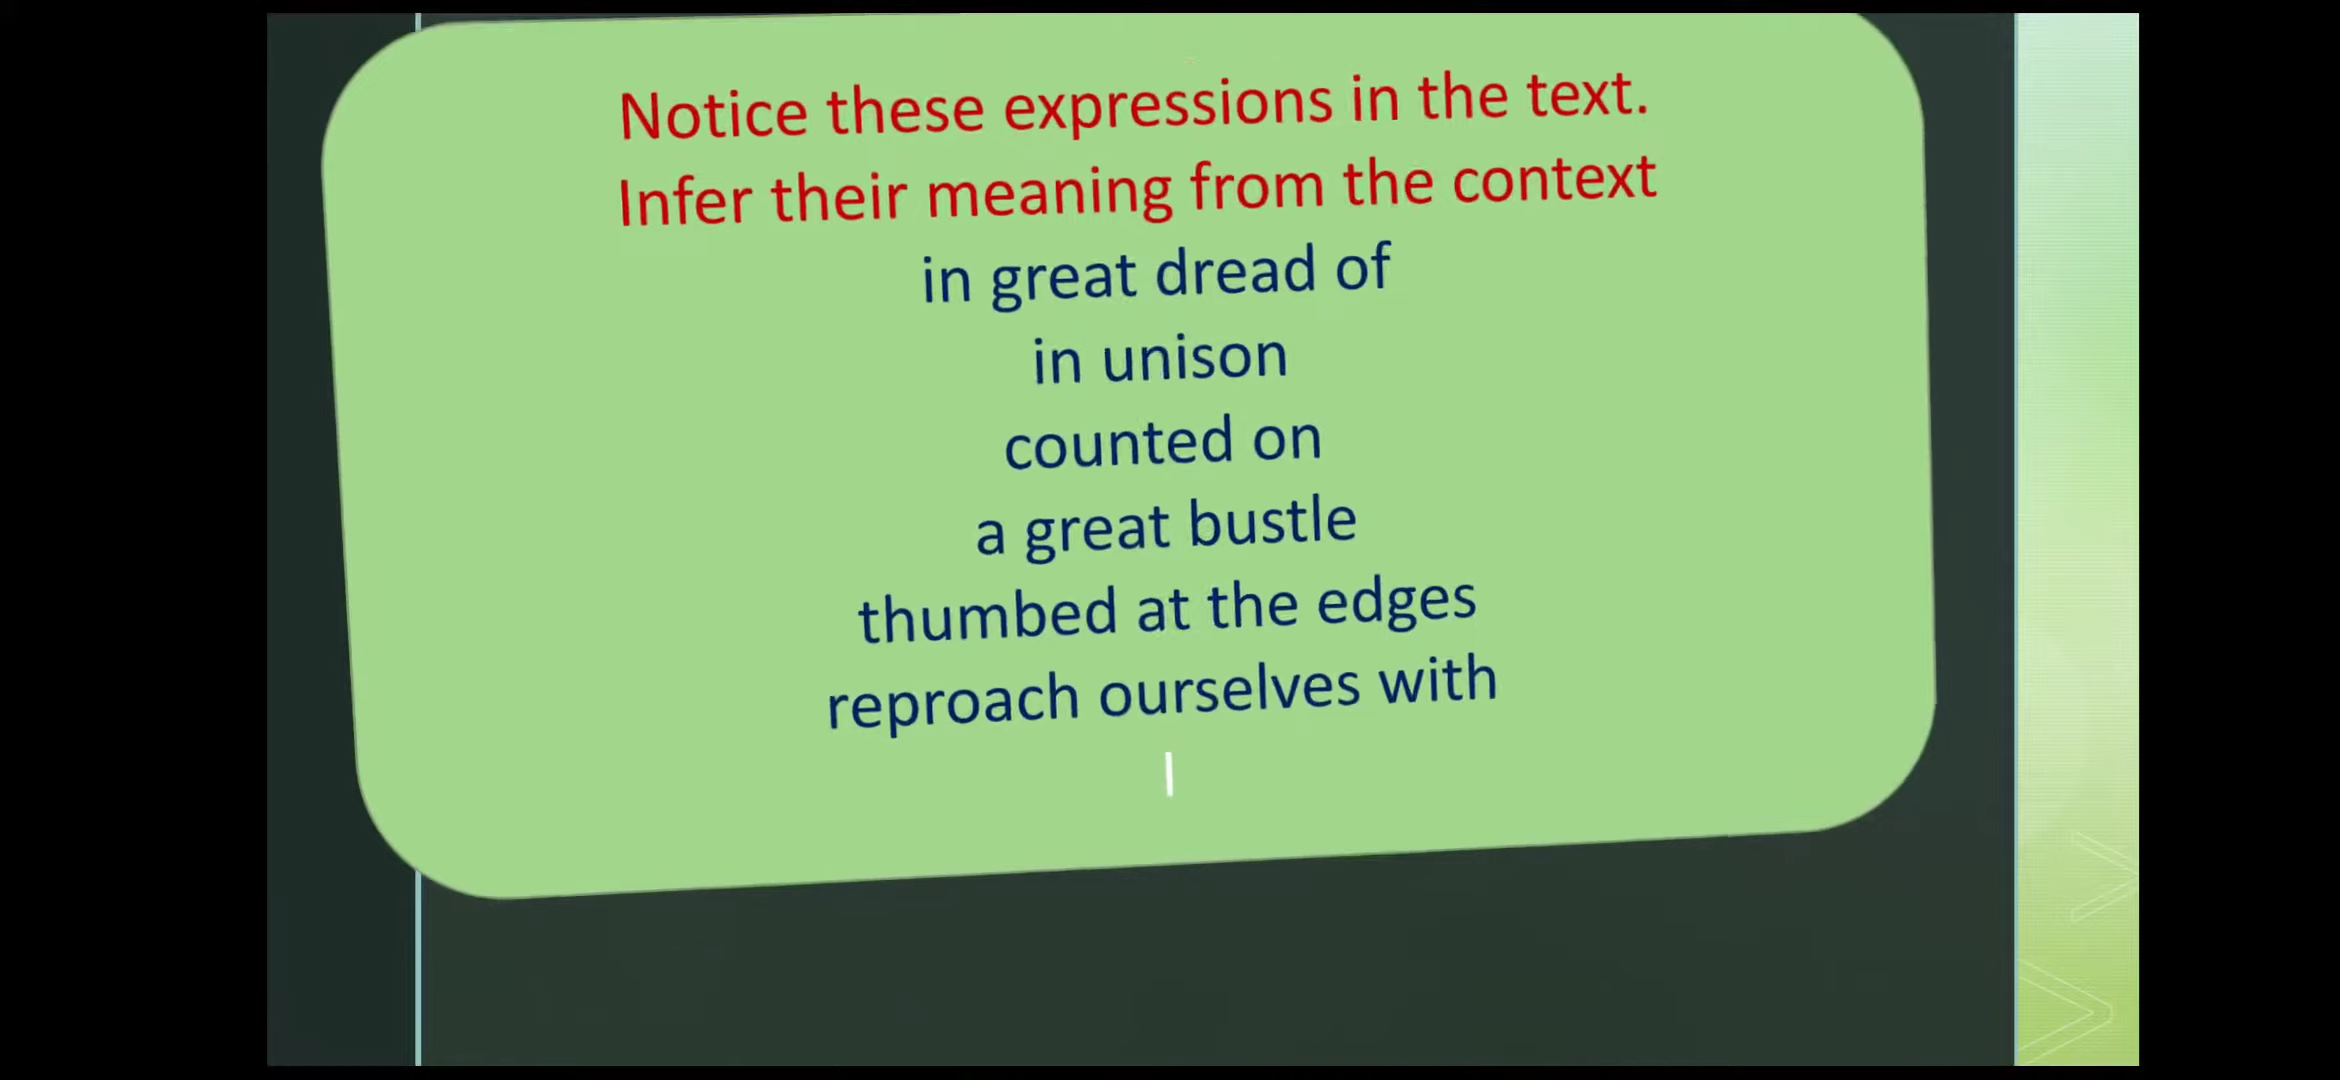 Notice these expressions in the text.
Infer their meaning from the context
in great dread of
in unison
counted on
a great bustle
thumbed at the edges
reproach ourselves with